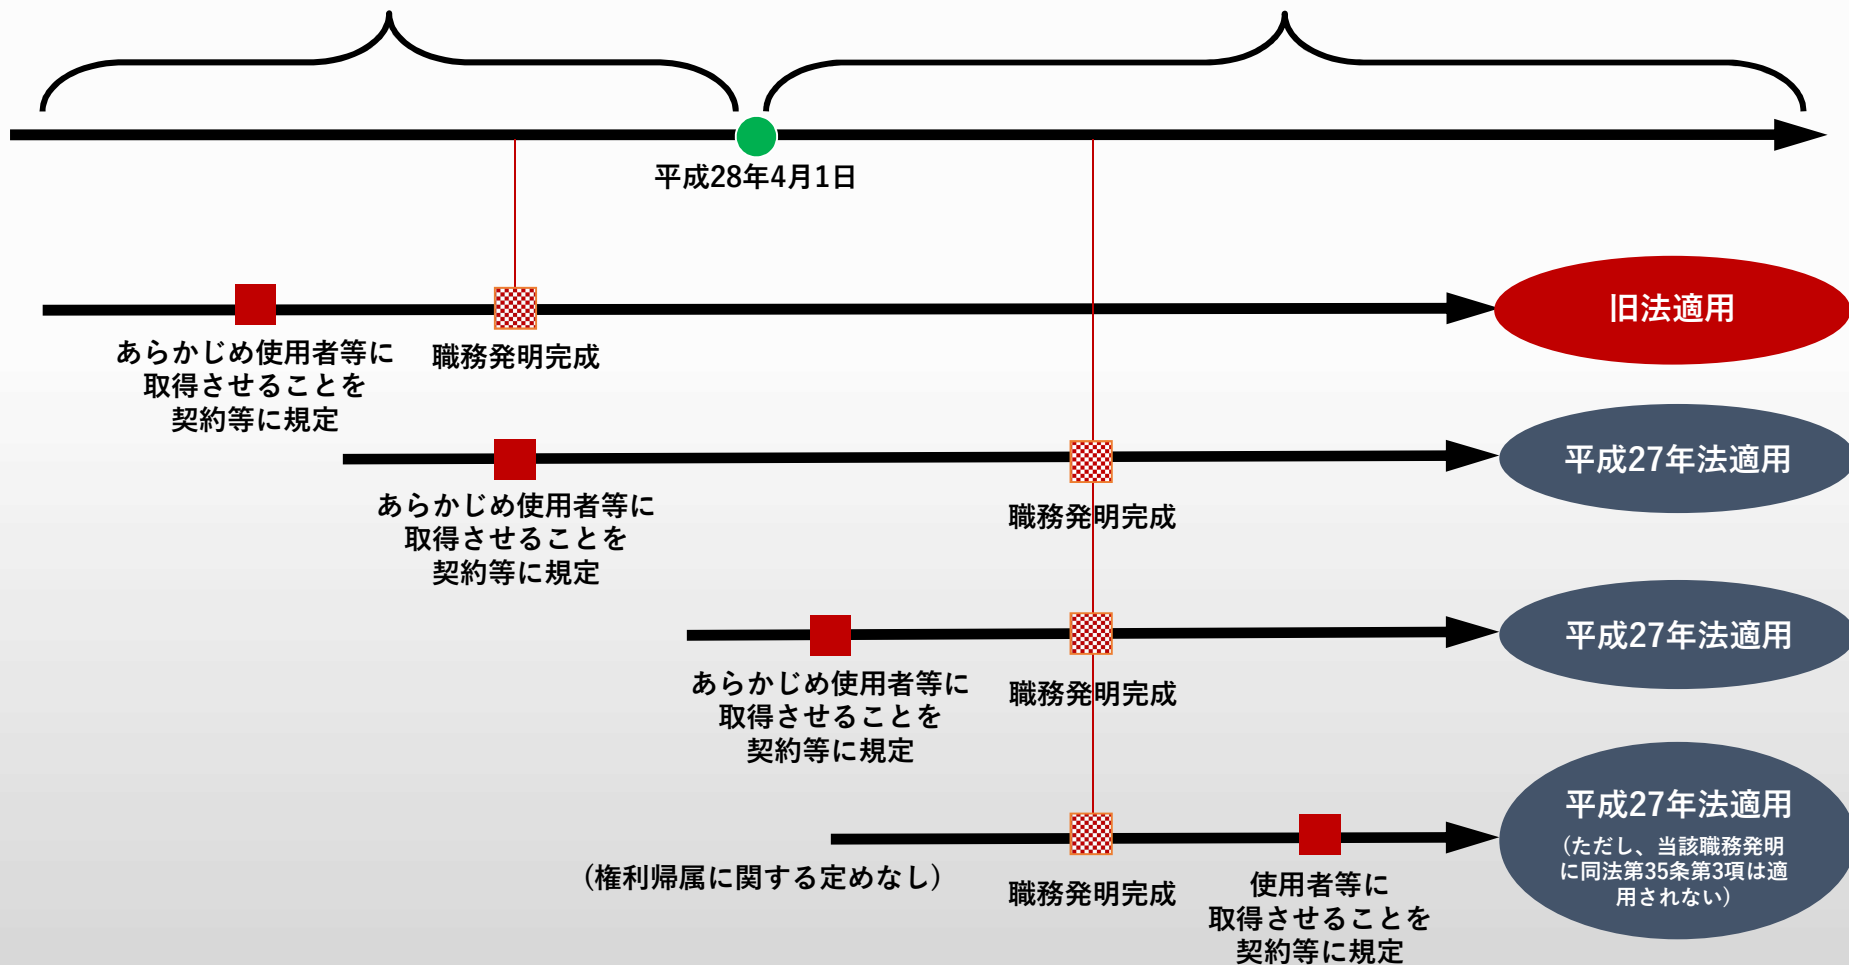 平成28年4月1日
旧法適用
あらかじめ使用者等に
取得させることを
契約等に規定
職務発明完成
平成27年法適用
あらかじめ使用者等に
取得させることを
契約等に規定
職務発明完成
平成27年法適用
あらかじめ使用者等に
取得させることを
契約等に規定
職務発明完成
平成27年法適用
(ただし、当該職務発明
に同法第35条第3項は適
用されない)
(権利帰属に関する定めなし)
職務発明完成
使用者等に
取得させることを
契約等に規定